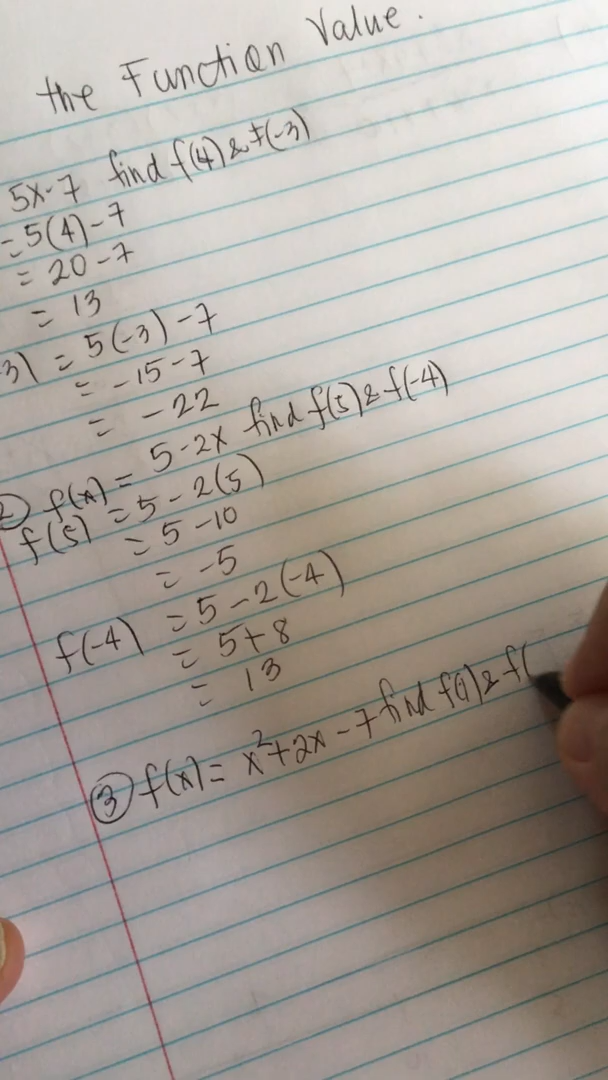 the Function Value.
5x-7 find f(4) & f(-3)
=5(4)-7
= 20-7
= 13
3) = 5(-3)-7
= -15-7
= -22
② f(x) = 5-2x find f(5) & f(-4)
f(5) = 5-2(5)
= 5-10
= -5
f(-4) = 5-2(-4)
= 5+8
= 13
③ f(x) = x²+2x-7 find f(1) & f(